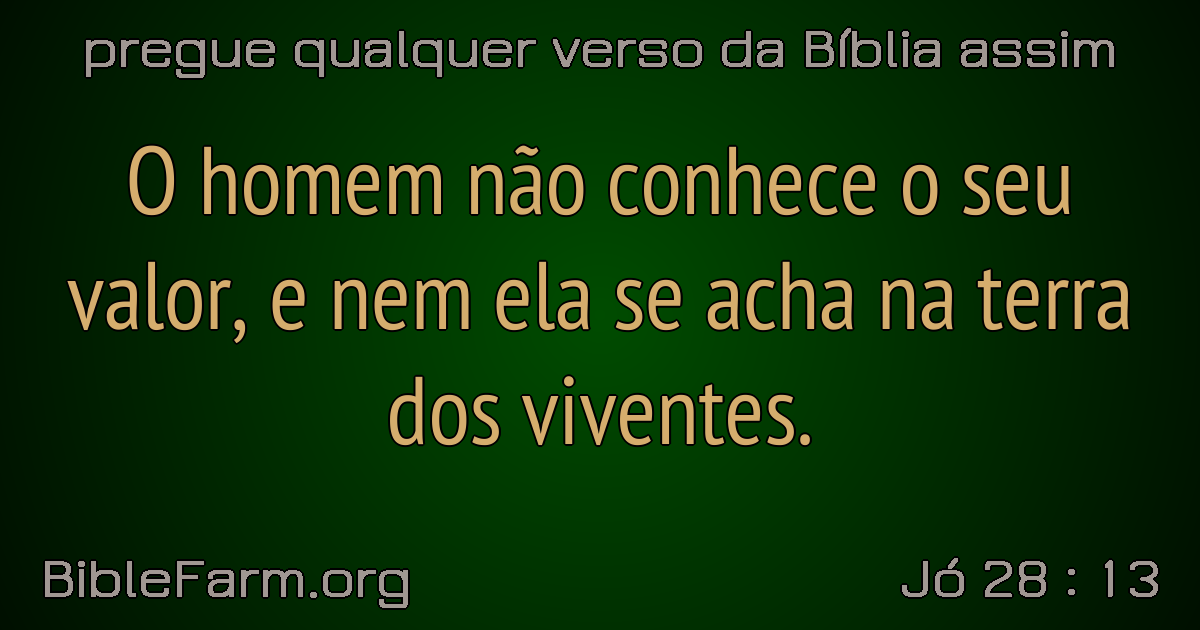 pregue qualquer verso da Bíblia assim
O homem não conhece o seu
valor, e nem ela se acha na terra
dos viventes.
BibleFarm.org
Jó 28 : 13